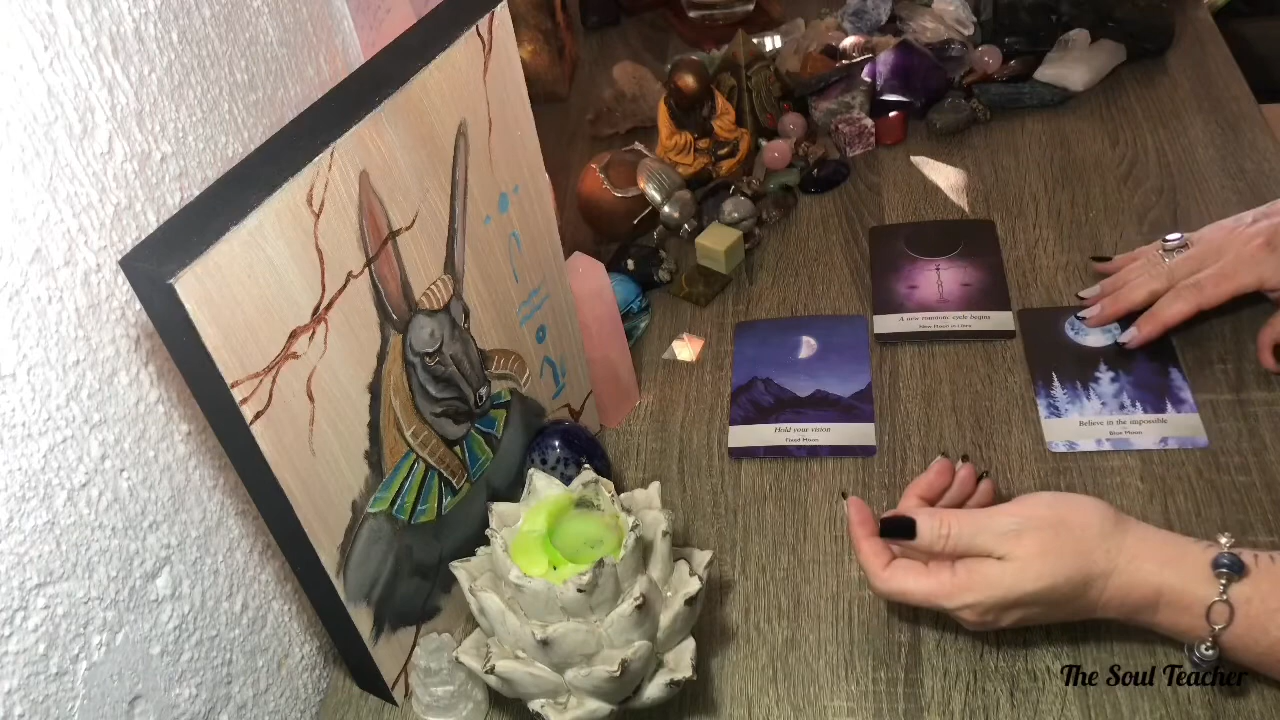 A new romantic cycle begins
New Moon in Libra
Hold your vision
Fixed Moon
Believe in the impossible
Blue Moon
The Soul Teacher